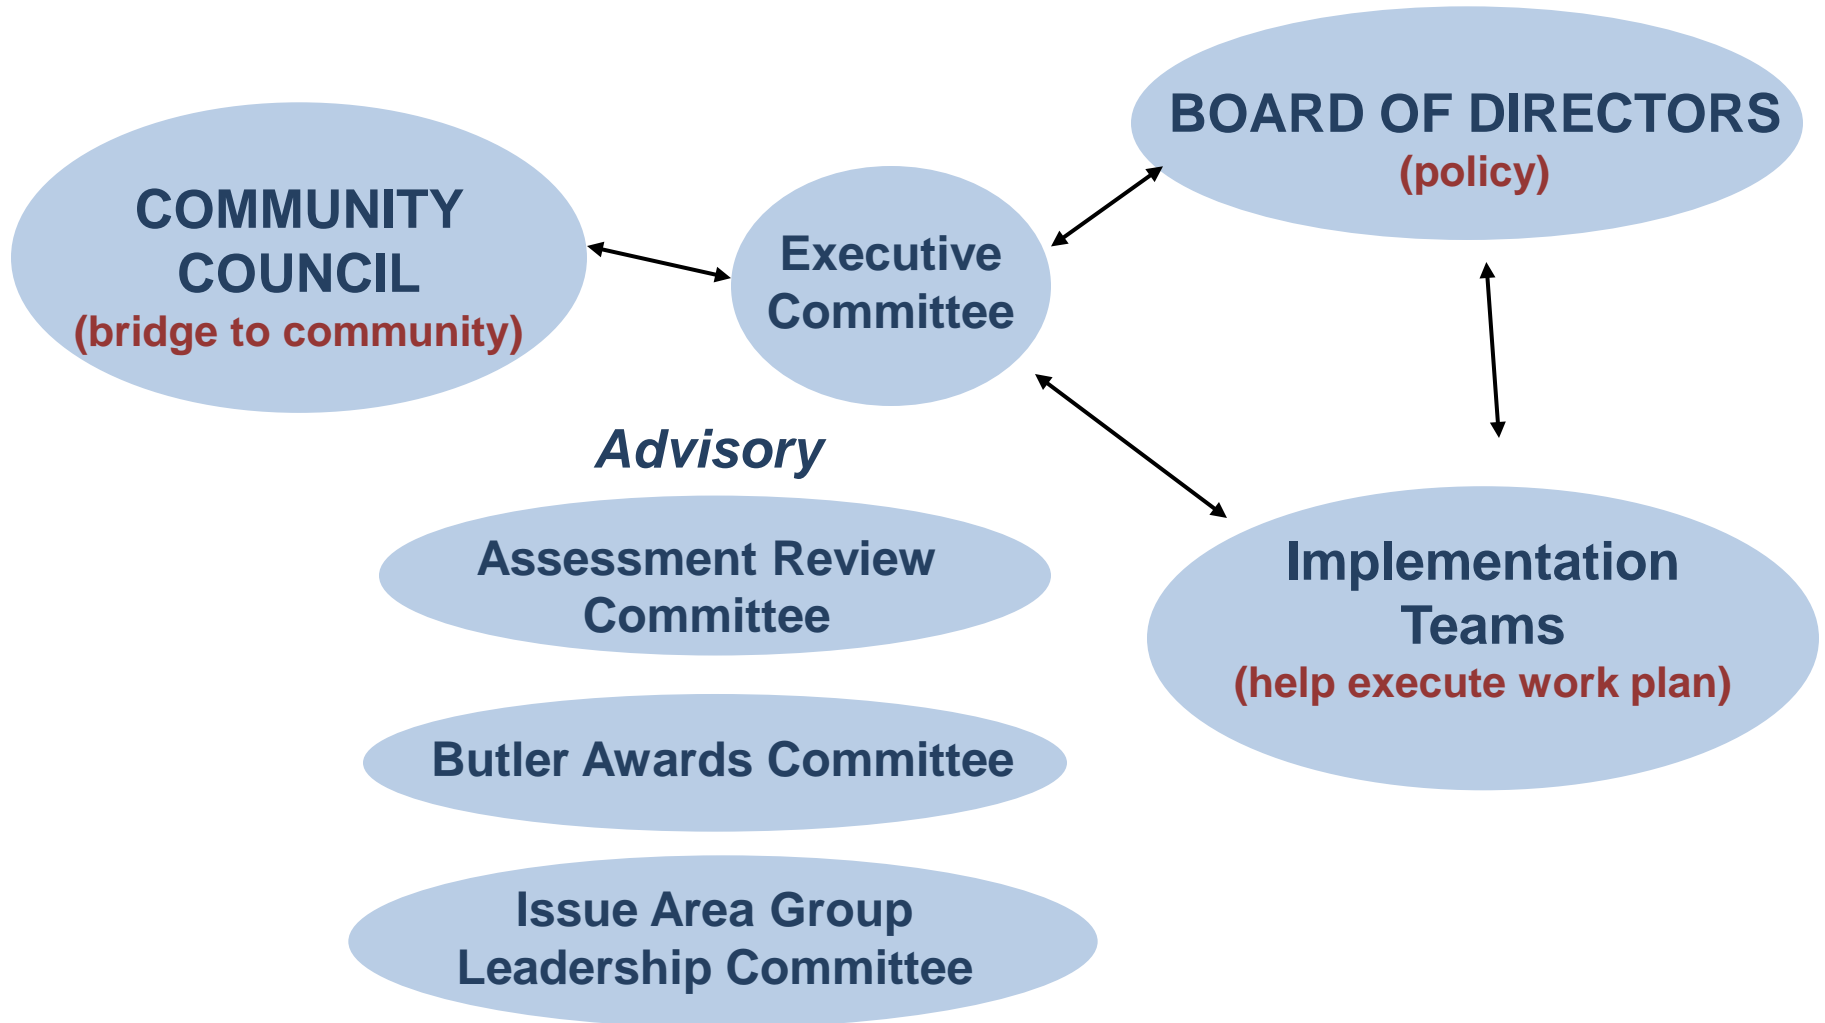 COMMUNITY
COUNCIL
(bridge to community)
Executive
Committee
BOARD OF DIRECTORS
(policy)
Advisory
Assessment Review
Committee
Butler Awards Committee
Issue Area Group
Leadership Committee
Implementation
Teams
(help execute work plan)